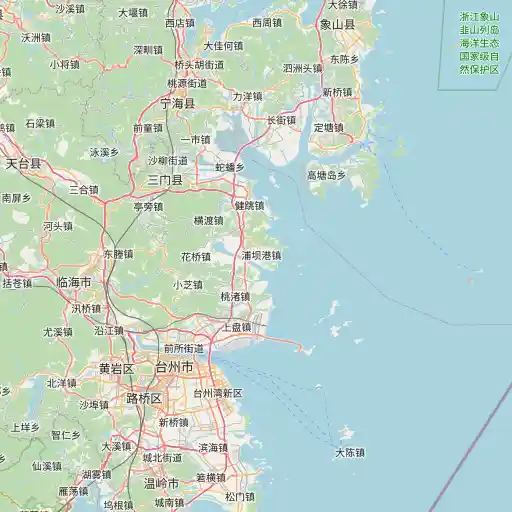 大堰镇
西店镇
西周镇
大徐镇
沙溪镇
象山县
浙江象山
韭山列岛
海洋生态
国家级自
然保护区
沃洲镇
深甽镇
大佳何镇
小将镇
桥头胡街道
泗洲头镇
东陈乡
桃源街道
宁海县
力洋镇
新桥镇
石梁镇
前童镇
长街镇
定塘镇
一市镇
泳溪乡
天台县
沙柳街道
蛇蟠乡
三门县
高塘岛乡
三合镇
南屏乡
亭旁镇
健跳镇
横渡镇
河头镇
东塍镇
花桥镇
浦坝港镇
括苍镇
临海市
小芝镇
桃渚镇
汛桥镇
尤溪镇
沿江镇
上盘镇
前所街道
黄岩区
台州市
北洋镇
台州湾新区
沙埠镇
路桥区
上垟乡
智仁乡
新桥镇
大溪镇
滨海镇
大陈镇
仙溪镇
湖雾镇
城北街道
雁荡镇
温岭市
箬横镇
坞根镇
城南镇
松门镇